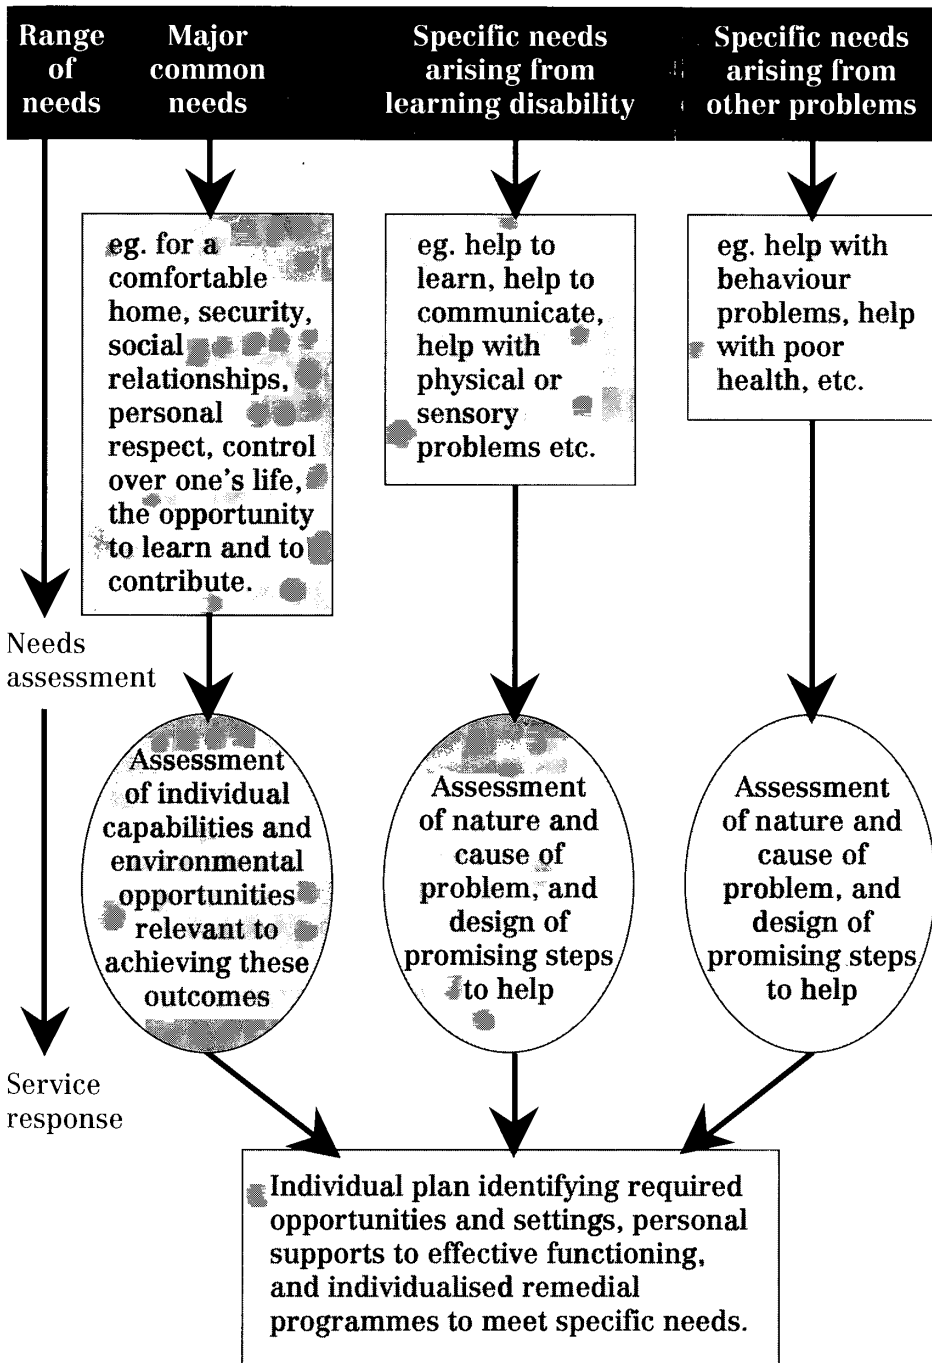 Range
of
needs
Major
common
needs
Specific needs
arising from
learning disability
Specific needs
arising from
other problems
eg. for a
comfortable
home, security,
social
relationships,
personal
respect, control
over one's life,
the opportunity
to learn and to
contribute.
eg. help to
learn, help to
communicate,
help with
physical or
sensory
problems etc.
eg. help with
behaviour
problems, help
with poor
health, etc.
Needs
assessment
Assessment
of individual
capabilities and
environmental
opportunities
relevant to
achieving these
outcomes
Assessment
of nature and
cause of
problem, and
design of
promising steps
to help
Assessment
of nature and
cause of
problem, and
design of
promising steps
to help
Service
response
Individual plan identifying required
opportunities and settings, personal
supports to effective functioning,
and individualised remedial
programmes to meet specific needs.